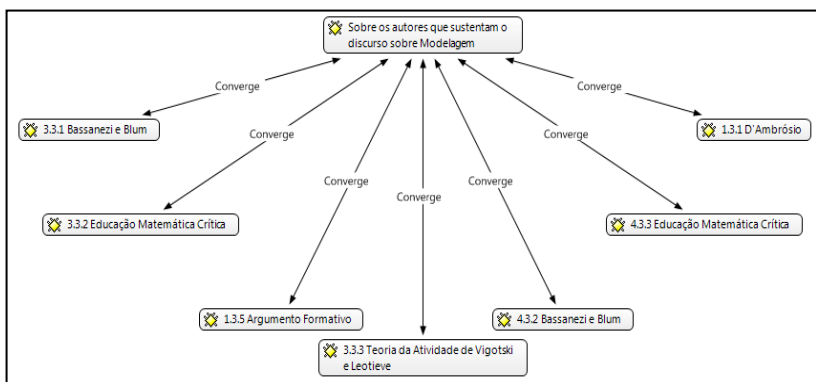 Sobre os autores que sustentam o
discurso sobre Modelagem
Converge
Converge
3.3.1 Bassanezi e Blum
1.3.1 D'Ambrósio
Converge
Converge
Converge
Converge
Converge
3.3.2 Educação Matemática Crítica
4.3.3 Educação Matemática Crítica
1.3.5 Argumento Formativo
4.3.2 Bassanezi e Blum
3.3.3 Teoria da Atividade de Vigotski
e Leotieve